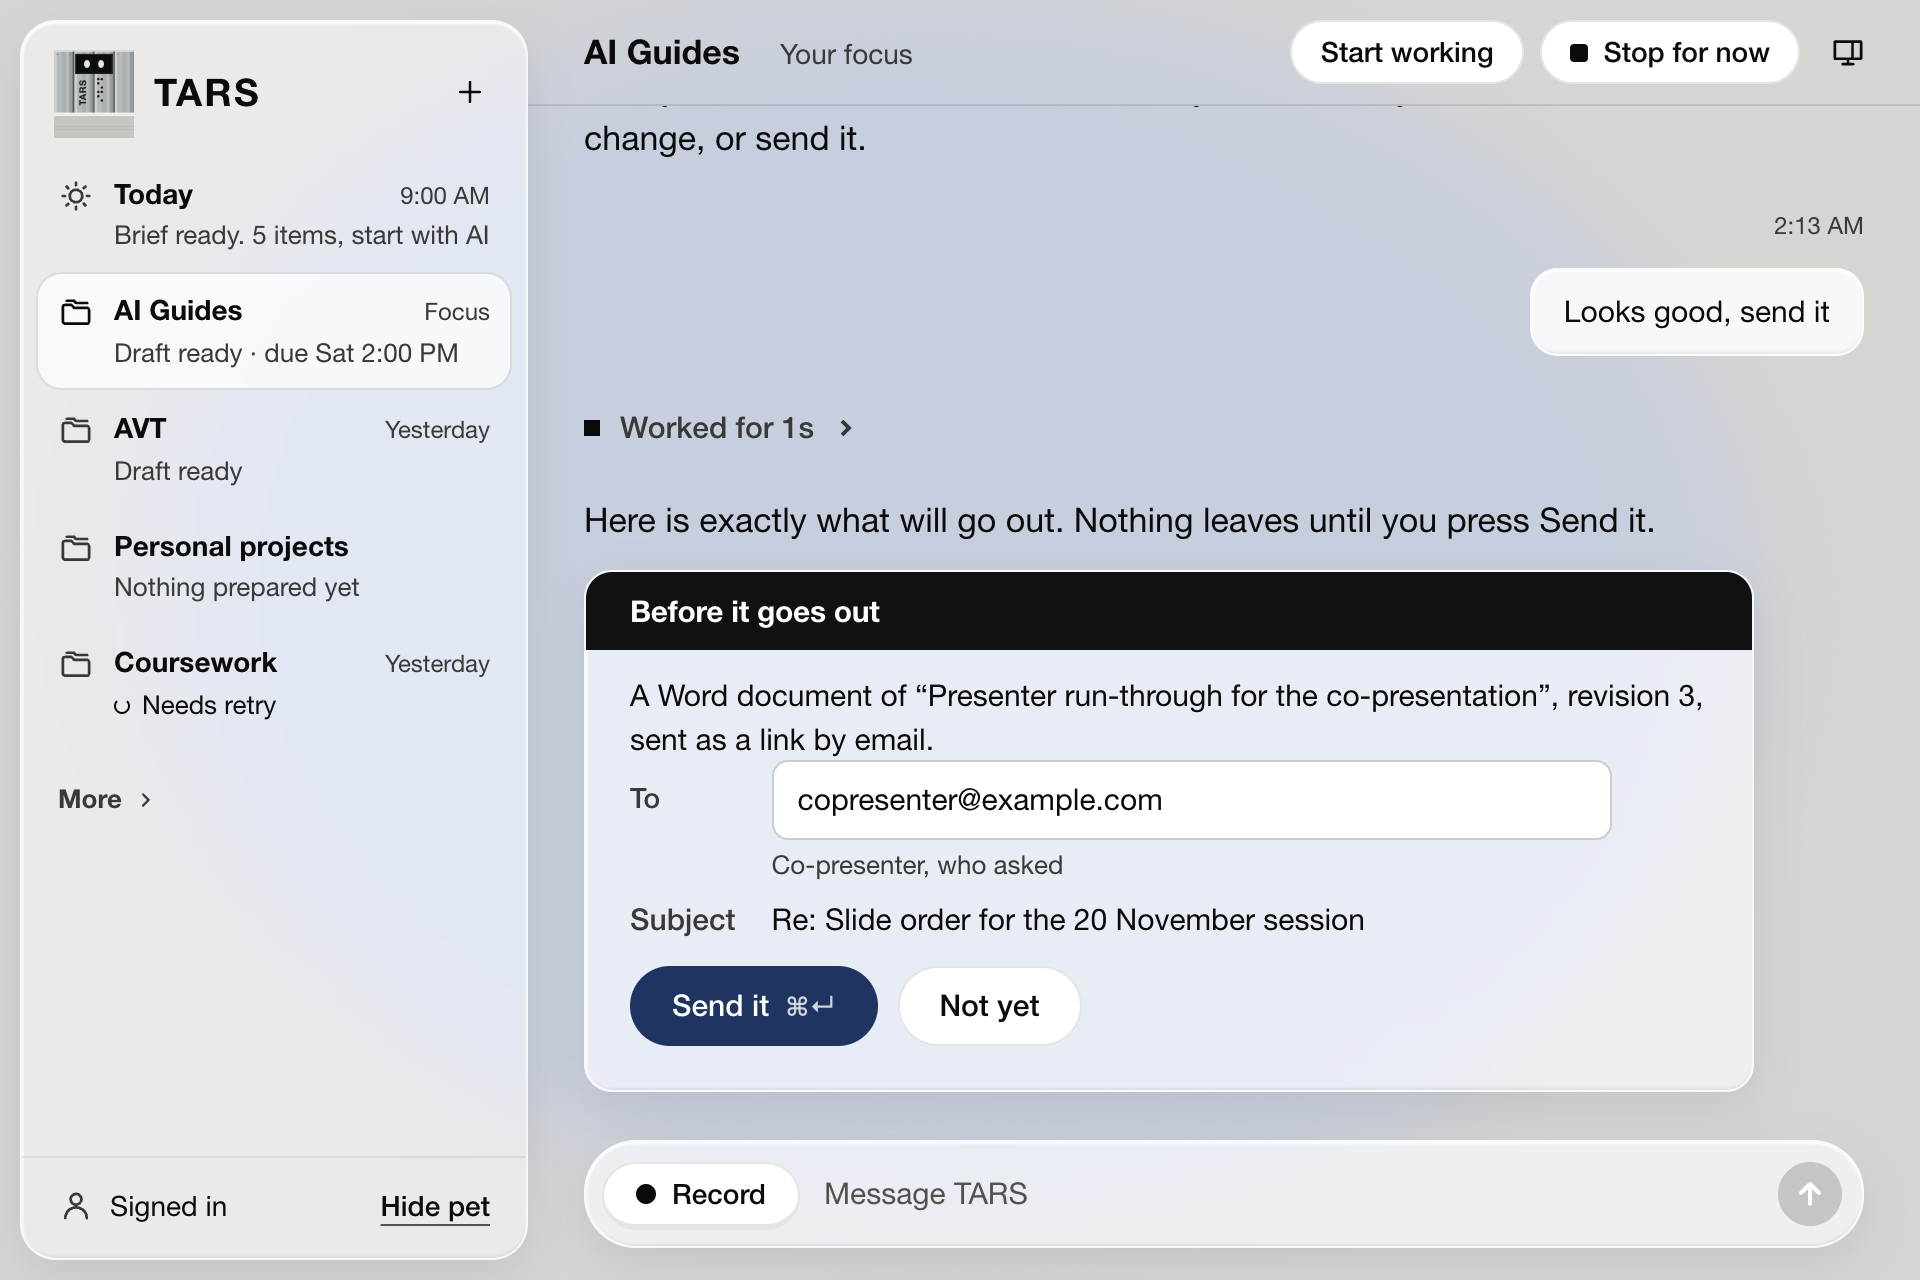 TARS
TARS
Today 9:00 AM
Brief ready. 5 items, start with AI
AI Guides Focus
Draft ready · due Sat 2:00 PM
AVT Yesterday
Draft ready
Personal projects
Nothing prepared yet
Coursework Yesterday
Needs retry
More
Signed in Hide pet
AI Guides Your focus Start working Stop for now
change, or send it.
2:13 AM
Looks good, send it
Worked for 1s
Here is exactly what will go out. Nothing leaves until you press Send it.
Before it goes out
A Word document of “Presenter run-through for the co-presentation”, revision 3,
sent as a link by email.
To copresenter@example.com
Co-presenter, who asked
Subject Re: Slide order for the 20 November session
Send it ⌘↵ Not yet
Record Message TARS